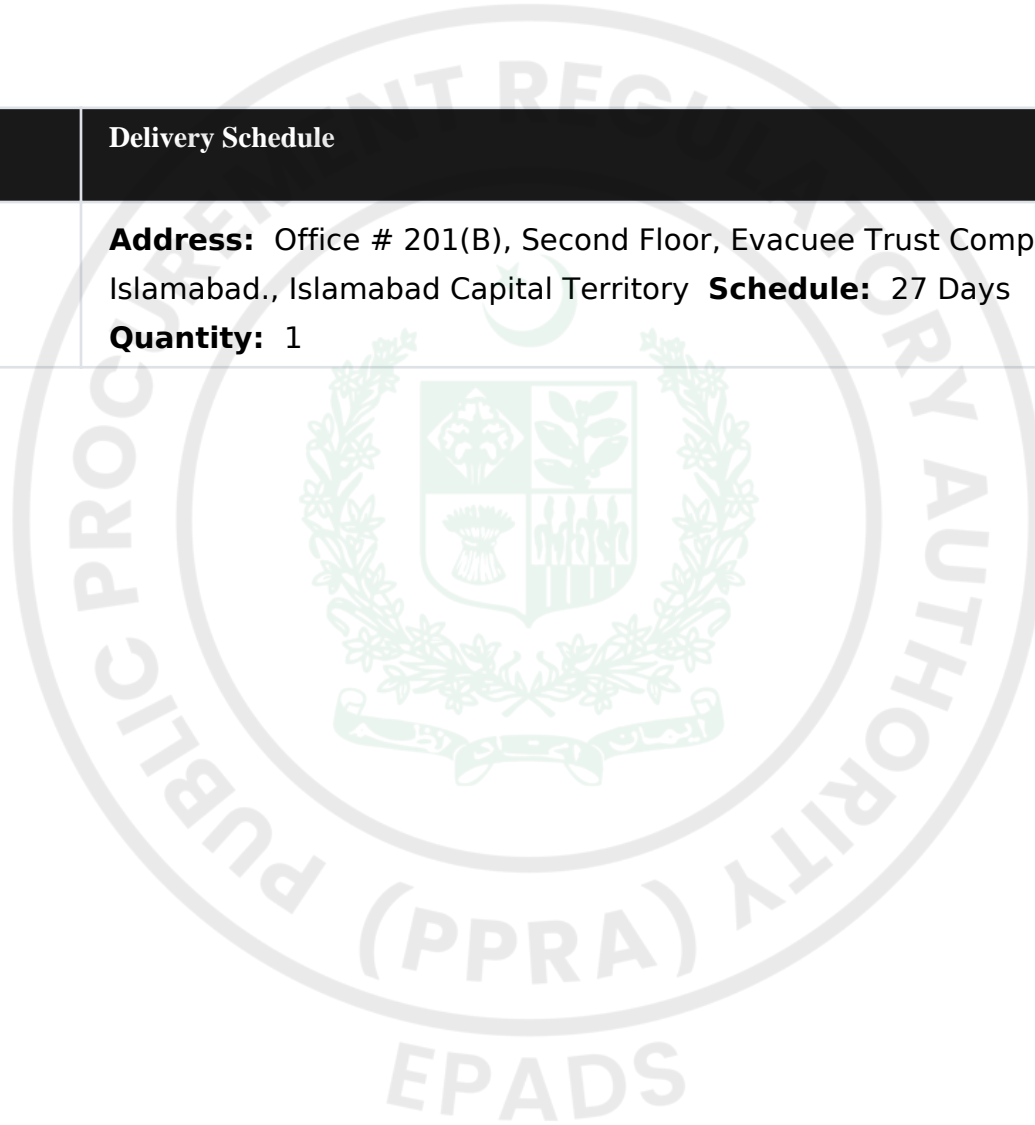 Delivery Schedule
Address: Office # 201(B), Second Floor, Evacuee Trust Comp
Islamabad., Islamabad Capital Territory Schedule: 27 Days
Quantity: 1
PUBLIC PROCUREMENT REGULATORY AUTHORITY
(PPRA)
EPADS